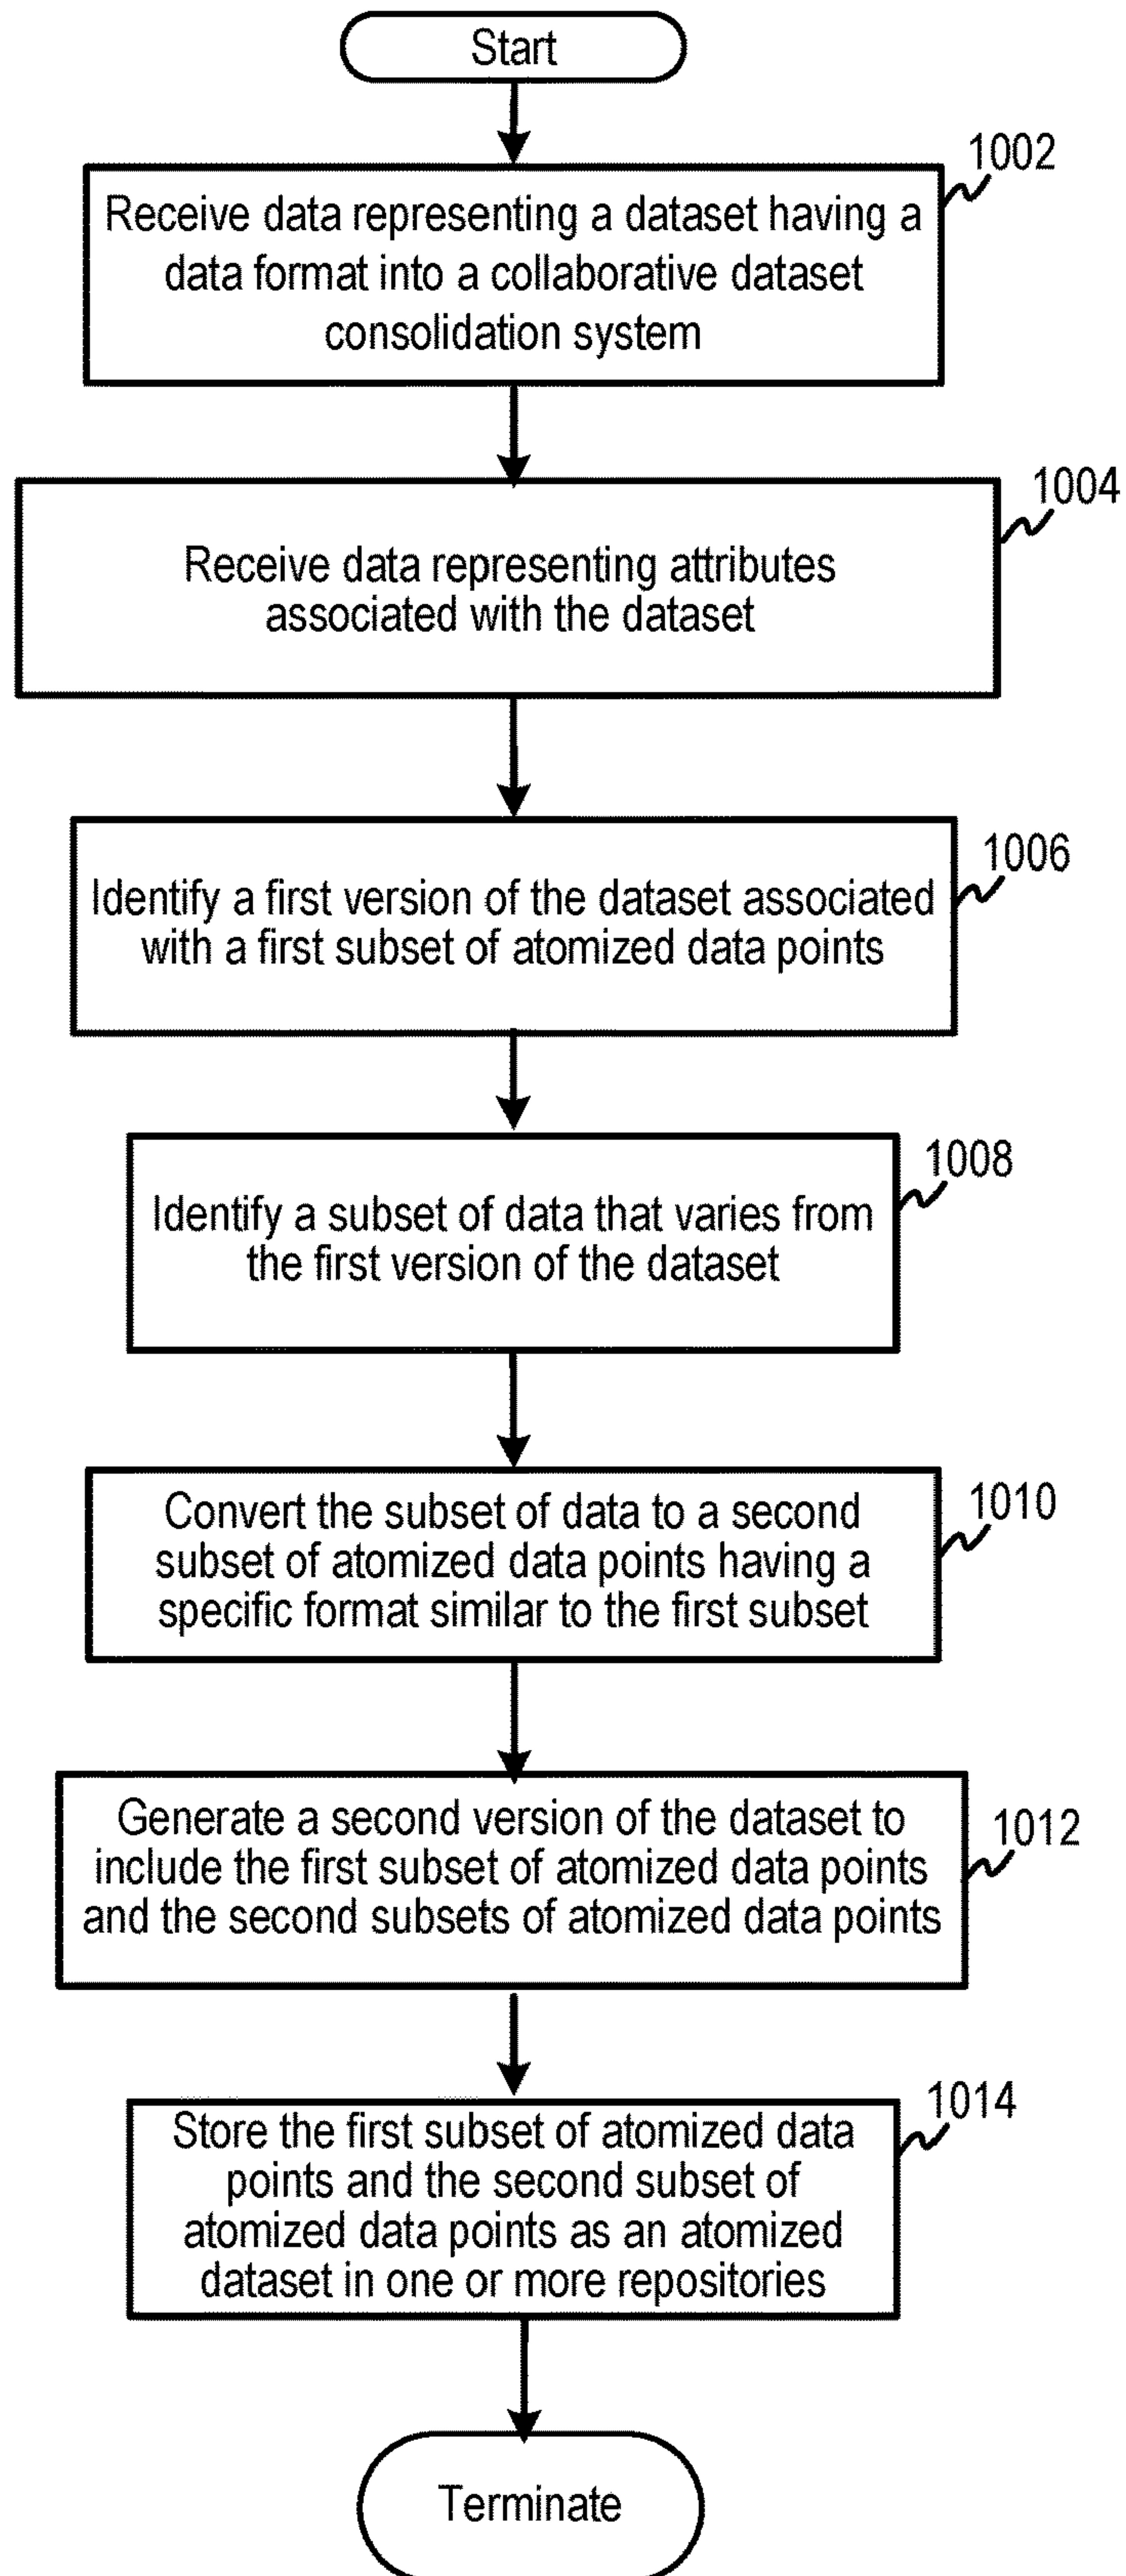 Start
1002
Receive data representing a dataset having a
data format into a collaborative dataset
consolidation system
1004
Receive data representing attributes
associated with the dataset
1006
Identify a first version of the dataset associated
with a first subset of atomized data points
1008
Identify a subset of data that varies from
the first version of the dataset
1010
Convert the subset of data to a second
subset of atomized data points having a
specific format similar to the first subset
1012
Generate a second version of the dataset to
include the first subset of atomized data points
and the second subsets of atomized data points
1014
Store the first subset of atomized data
points and the second subset of
atomized data points as an atomized
dataset in one or more repositories
Terminate